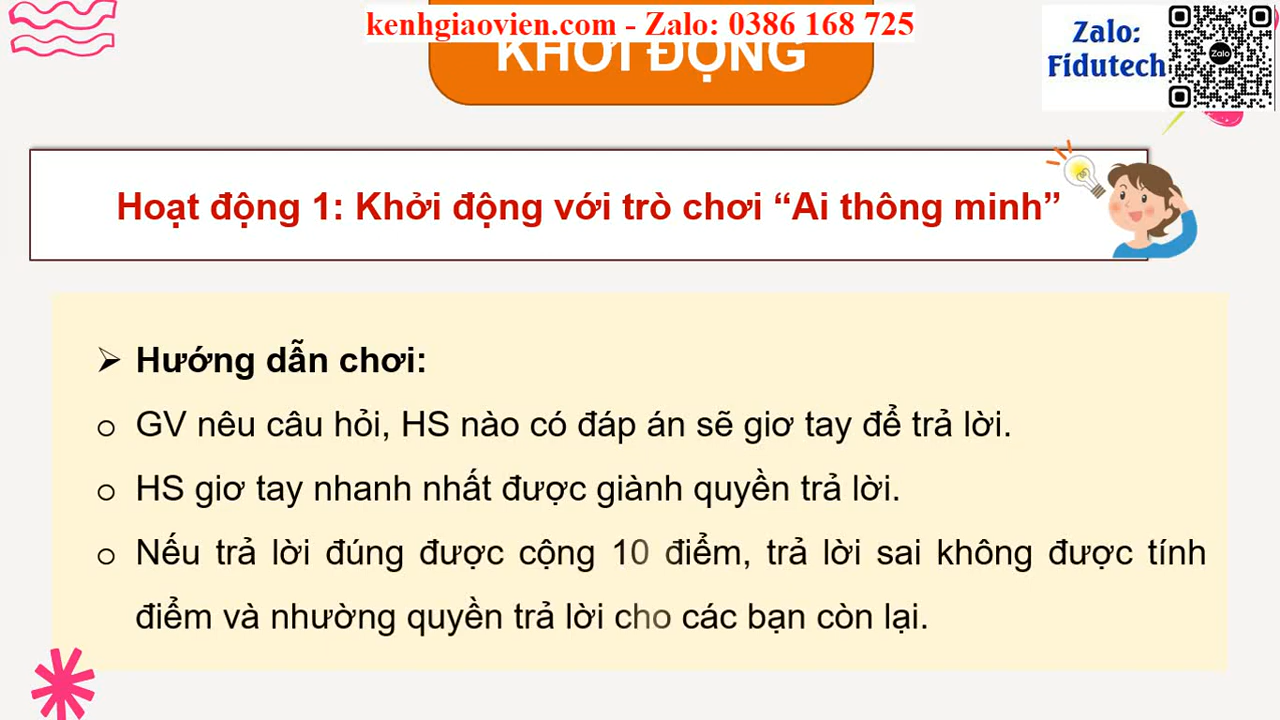 kenhgiaovien.com - Zalo: 0386 168 725
KHỞI ĐỘNG
Zalo:
Fidutech
Zalo
Hoạt động 1: Khởi động với trò chơi “Ai thông minh”
Hướng dẫn chơi:
GV nêu câu hỏi, HS nào có đáp án sẽ giơ tay để trả lời.
HS giơ tay nhanh nhất được giành quyền trả lời.
Nếu trả lời đúng được cộng 10 điểm, trả lời sai không được tính
điểm và nhường quyền trả lời cho các bạn còn lại.